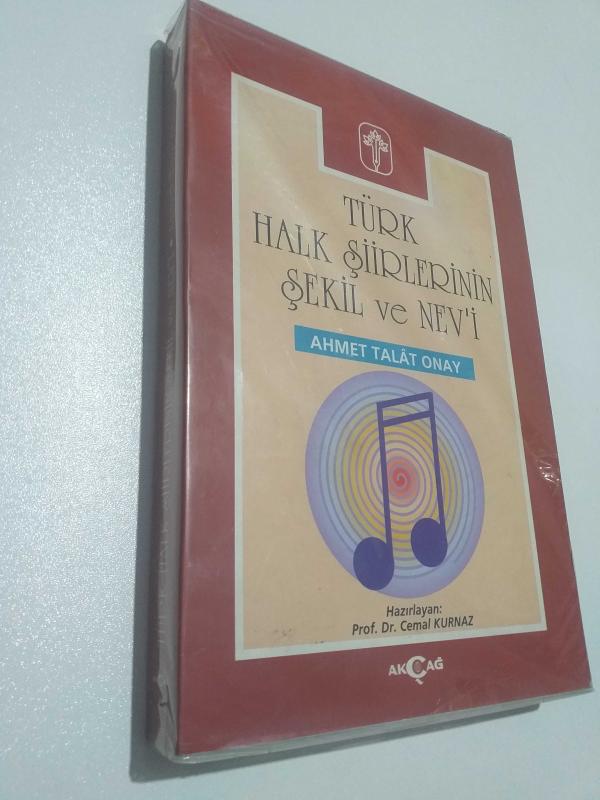 TÜRK
HALK ŞİİRLERİNİN
ŞEKİL ve NEV'İ
AHMET TALÂT ONAY
Hazırlayan:
Prof. Dr. Cemal KURNAZ
AKÇAĞ